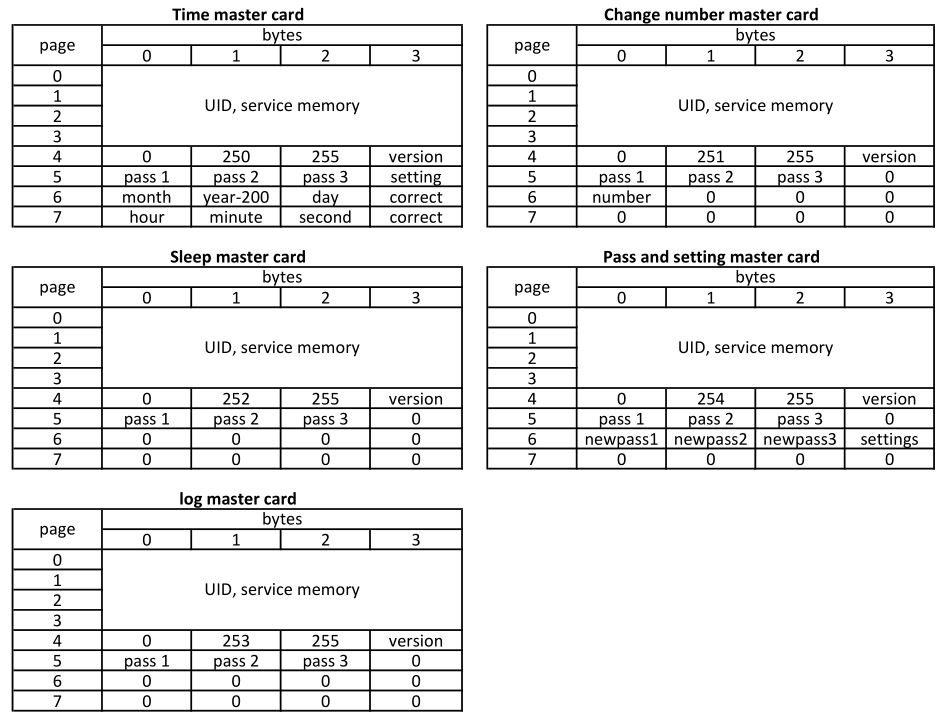 Time master card
page bytes
0 1 2 3
0
1
2
3
UID, service memory
4 0 250 255 version
5 pass 1 pass 2 pass 3 setting
6 month year-200 day correct
7 hour minute second correct
Change number master card
page bytes
0 1 2 3
0
1
2
3
UID, service memory
4 0 251 255 version
5 pass 1 pass 2 pass 3 0
6 number 0 0 0
7 0 0 0 0
Sleep master card
page bytes
0 1 2 3
0
1
2
3
UID, service memory
4 0 252 255 version
5 pass 1 pass 2 pass 3 0
6 0 0 0 0
7 0 0 0 0
Pass and setting master card
page bytes
0 1 2 3
0
1
2
3
UID, service memory
4 0 254 255 version
5 pass 1 pass 2 pass 3 0
6 newpass1 newpass2 newpass3 settings
7 0 0 0 0
log master card
page bytes
0 1 2 3
0
1
2
3
UID, service memory
4 0 253 255 version
5 pass 1 pass 2 pass 3 0
6 0 0 0 0
7 0 0 0 0